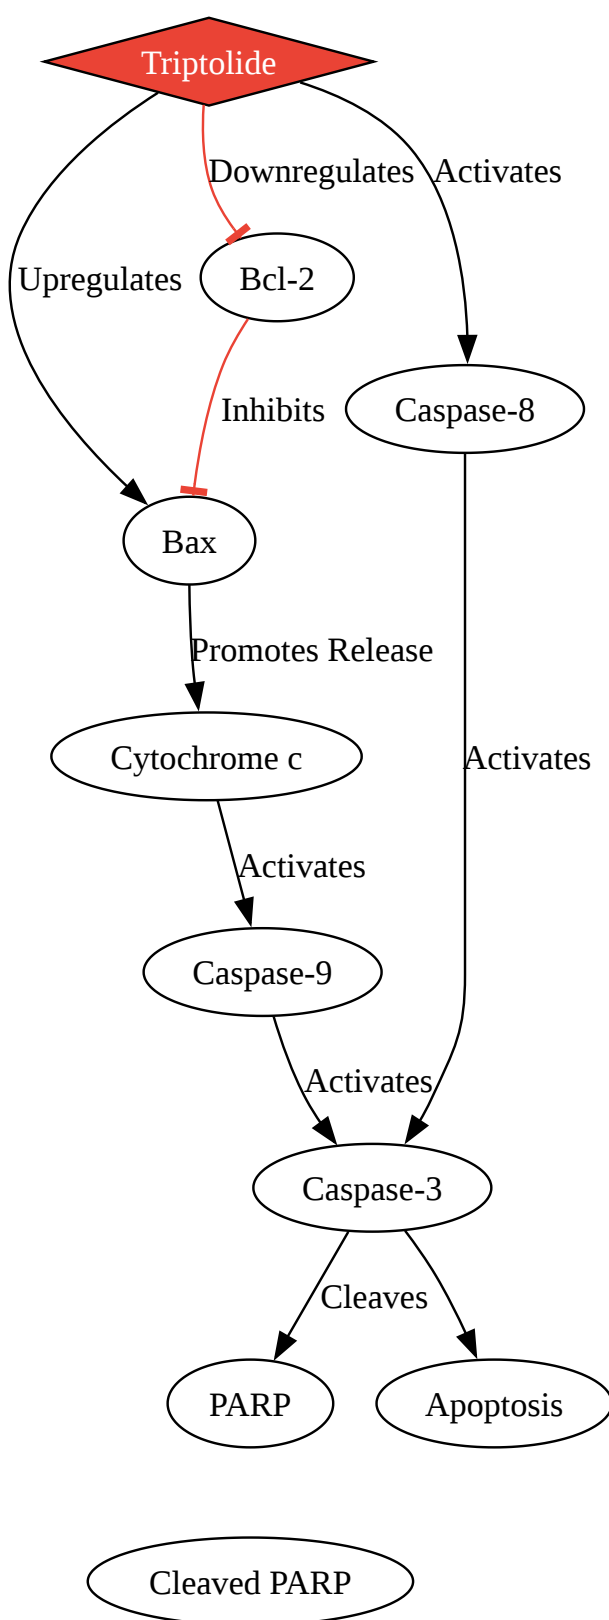 Triptolide
Downregulates
Activates
Upregulates
Bcl-2
Inhibits
Caspase-8
Bax
Promotes Release
Cytochrome c
Activates
Activates
Caspase-9
Activates
Caspase-3
Cleaves
PARP
Apoptosis
Cleaved PARP